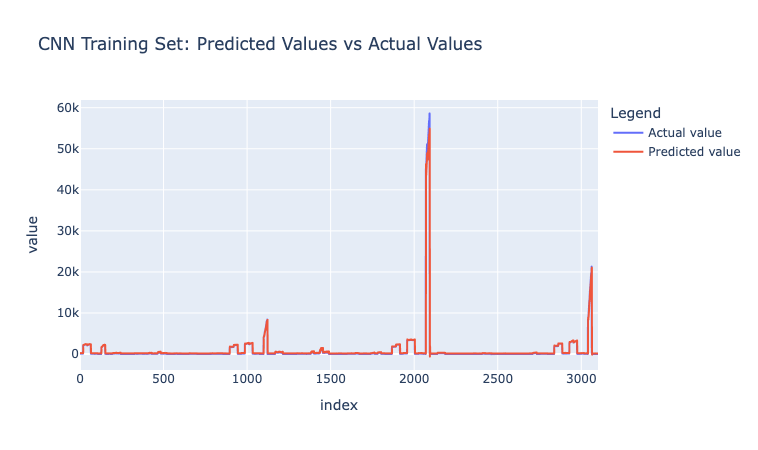 CNN Training Set: Predicted Values vs Actual Values
Legend
Actual value
Predicted value
60k
50k
40k
30k
20k
10k
0
value
0 500 1000 1500 2000 2500 3000
index